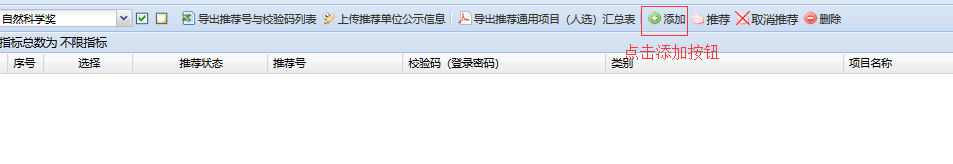 自然科学奖 导出推荐号与校验码列表 上传推荐单位公示信息 导出推荐通用项目（人选）汇总表 添加 推荐 取消推荐 删除
指标总数为 不限指标
点击添加按钮
序号 选择 推荐状态 推荐号 校验码（登录密码） 类别 项目名称